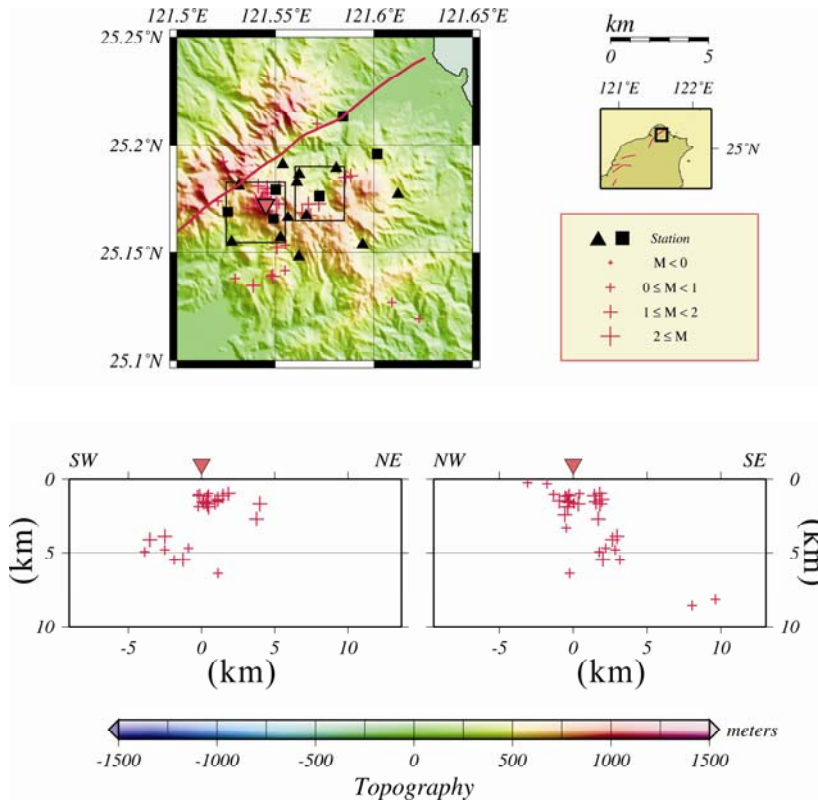 121.5°E 121.55°E 121.6°E 121.65°E
25.25°N
25.2°N
25.15°N
25.1°N
km
0 5
121°E 122°E
25°N
Station
M < 0
0 ≤ M < 1
1 ≤ M < 2
2 ≤ M
SW NE
0
5
10
(km)
-5 0 5 10
(km)
NW SE
0
5
10
(km)
-5 0 5 10
(km)
-1500 -1000 -500 0 500 1000 1500
meters
Topography